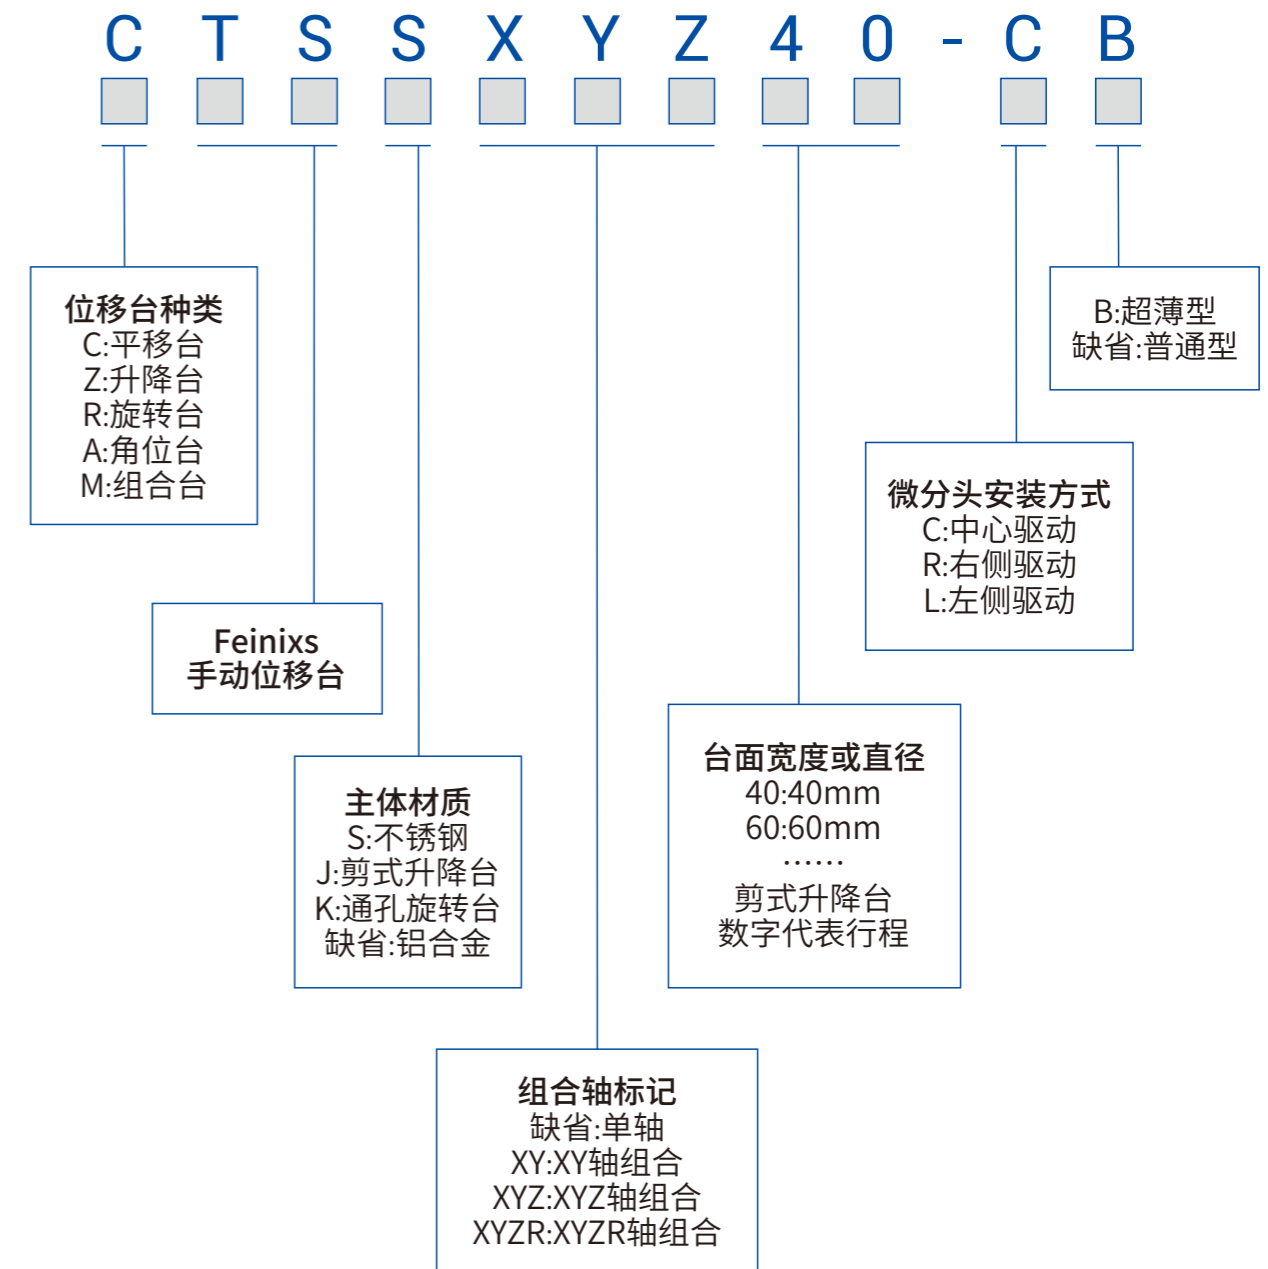 CTSSXYZ40-CB
位移台种类
C:平移台
Z:升降台
R:旋转台
A:角位台
M:组合台
B:超薄型
缺省:普通型
微分头安装方式
C:中心驱动
R:右侧驱动
L:左侧驱动
Feinixs
手动位移台
主体材质
S:不锈钢
J:剪式升降台
K:通孔旋转台
缺省:铝合金
台面宽度或直径
40:40mm
60:60mm
……
剪式升降台
数字代表行程
组合轴标记
缺省:单轴
XY:XY轴组合
XYZ:XYZ轴组合
XYZR:XYZR轴组合